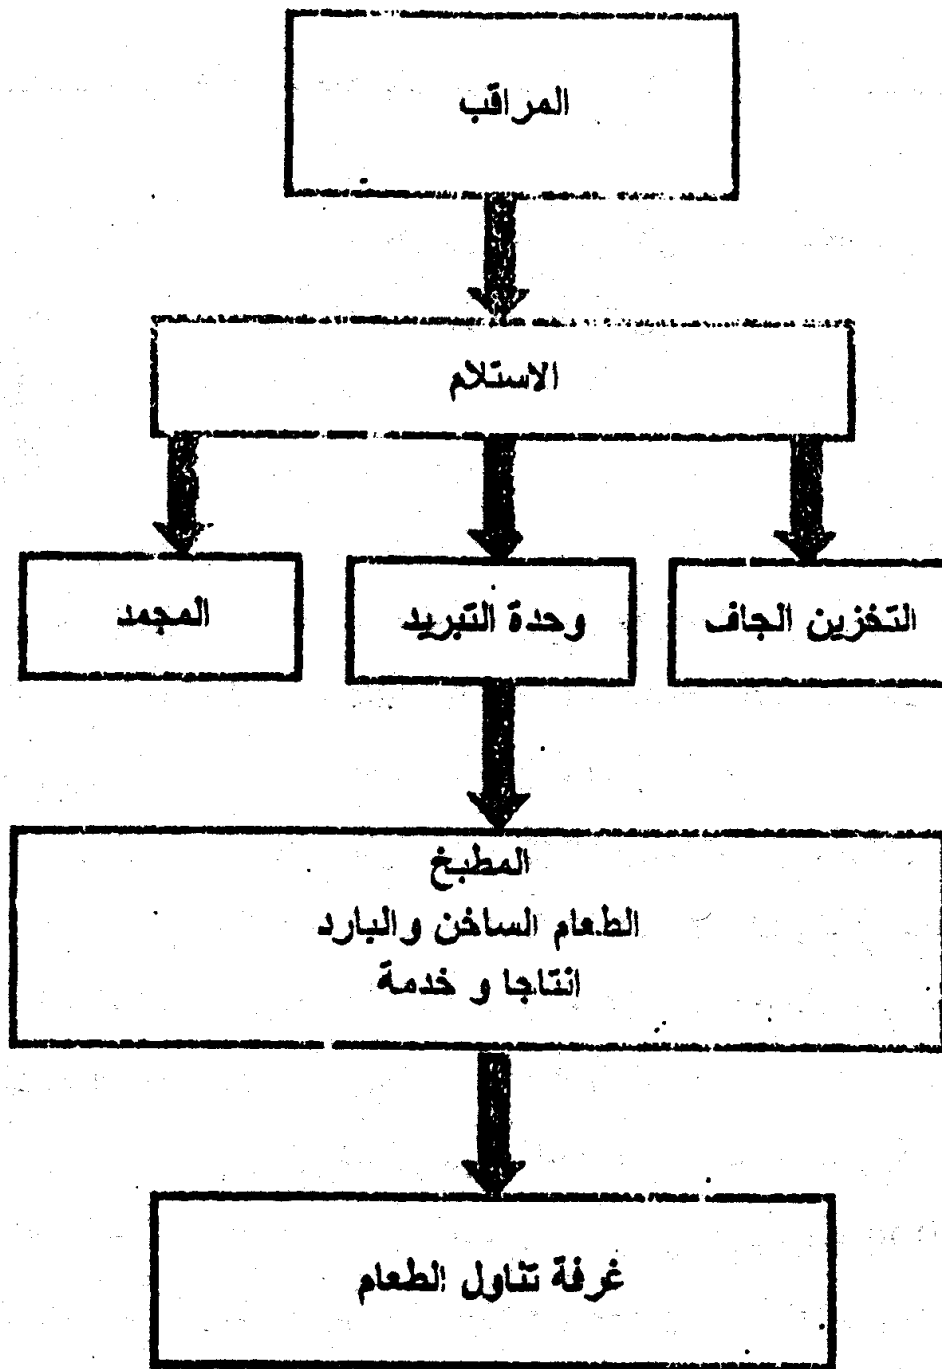 المراقب
الاستلام
التخزين الجاف
وحدة التبريد
المجمد
المطبخ
الطعام الساخن والبارد
انتاجا و خدمة
غرفة تناول الطعام